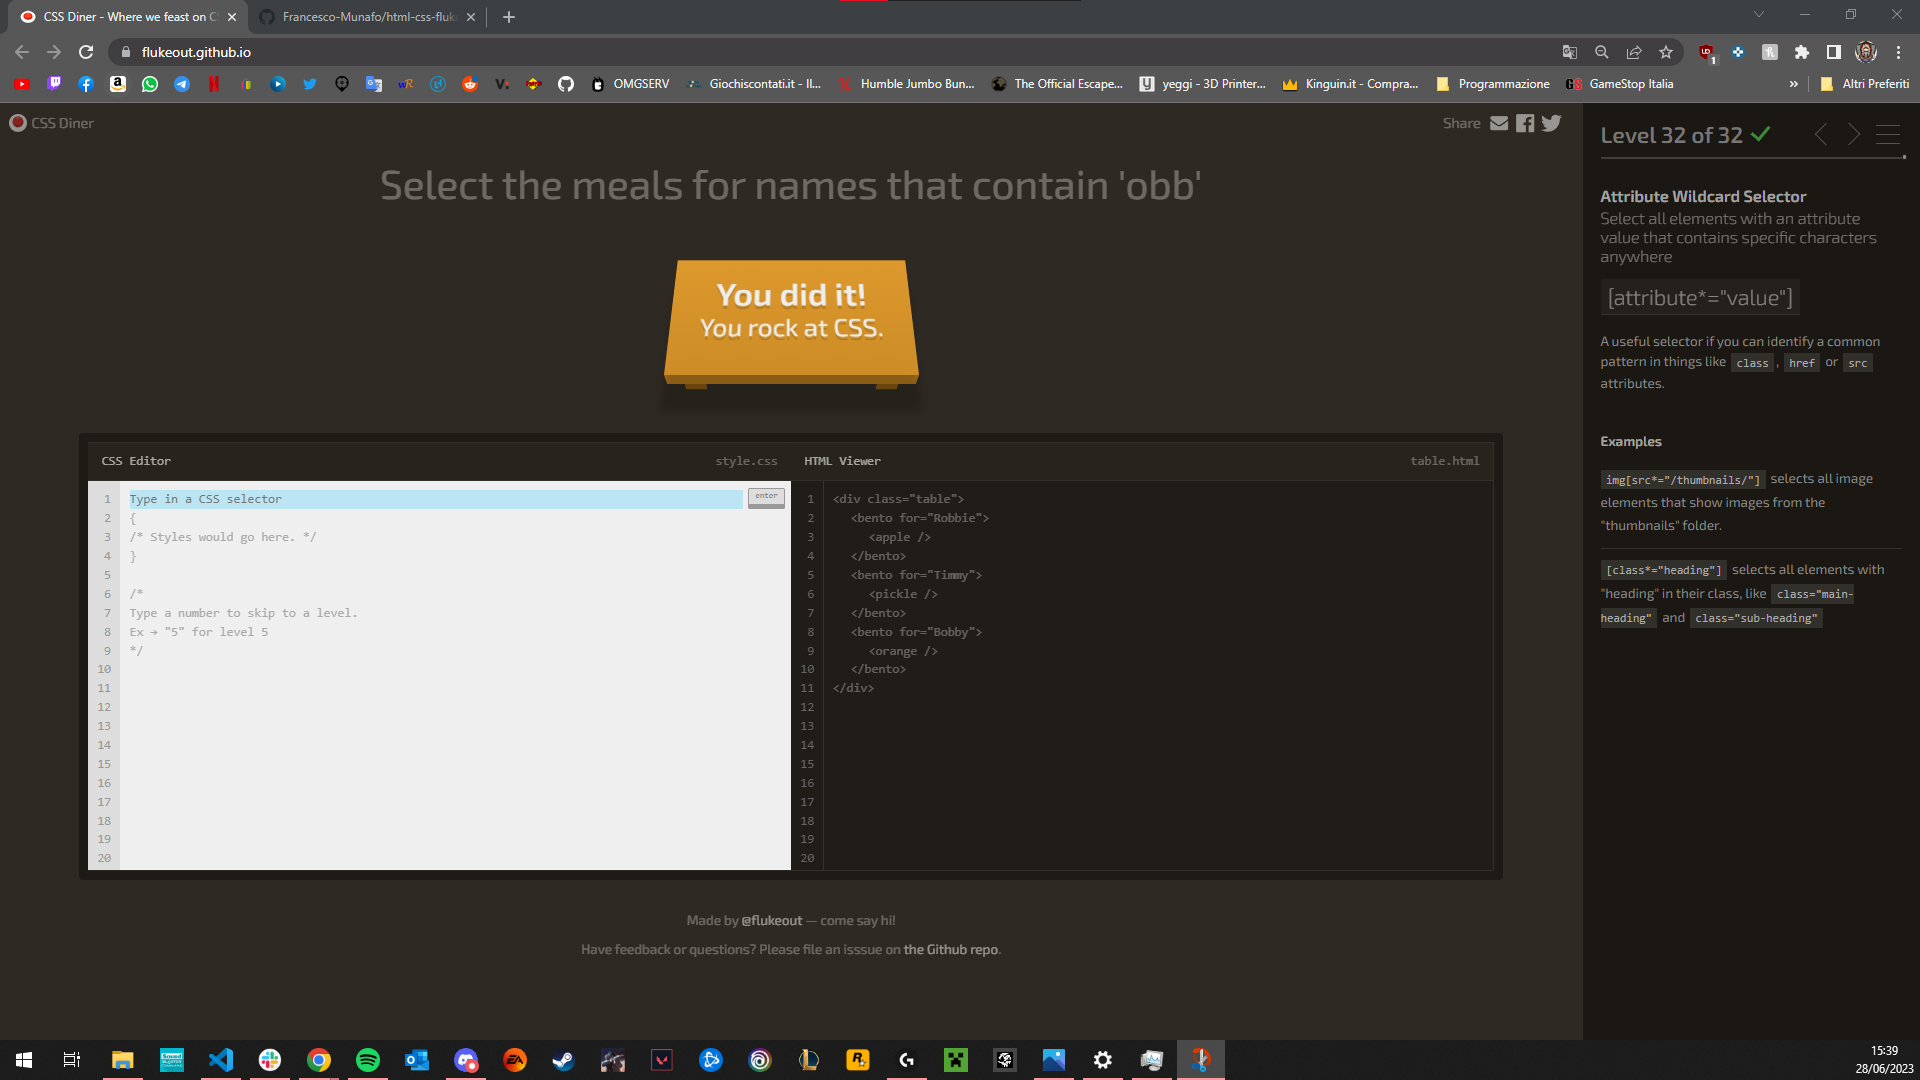 CSS Diner - Where we feast on CS
Francesco-Munafo/html-css-fluk
flukeout.github.io
OMGSERV
Giochiscontati.it - Il...
Humble Jumbo Bun...
The Official Escape...
yeggi - 3D Printer...
Kinguin.it - Compra...
Programmazione
GameStop Italia
»
Altri Preferiti
CSS Diner
Share
Select the meals for names that contain 'obb'
You did it!
You rock at CSS.
CSS Editor
style.css
1 Type in a CSS selector
enter
2 {
3 /* Styles would go here. */
4 }
5
6 /*
7 Type a number to skip to a level.
8 Ex → "5" for level 5
9 */
10
11
12
13
14
15
16
17
18
19
20
HTML Viewer
table.html
1 <div class="table">
2 <bento for="Robbie">
3 <apple />
4 </bento>
5 <bento for="Timmy">
6 <pickle />
7 </bento>
8 <bento for="Bobby">
9 <orange />
10 </bento>
11 </div>
12
13
14
15
16
17
18
19
20
Made by @flukeout — come say hi!
Have feedback or questions? Please file an isssue on the Github repo.
Level 32 of 32
Attribute Wildcard Selector
Select all elements with an attribute
value that contains specific characters
anywhere
[attribute*="value"]
A useful selector if you can identify a common
pattern in things like class , href or src
attributes.
Examples
img[src*="/thumbnails/"] selects all image
elements that show images from the
"thumbnails" folder.
[class*="heading"] selects all elements with
"heading" in their class, like class="main-
heading" and class="sub-heading"
15:39
28/06/2023